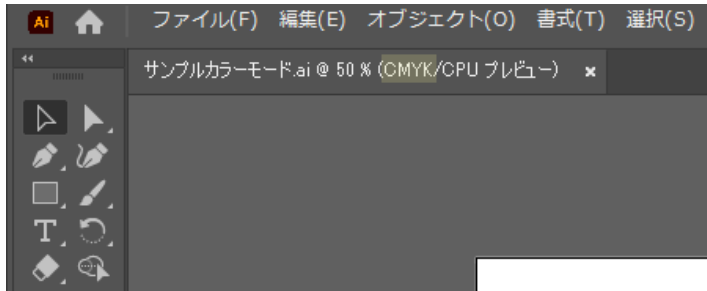 Ai ファイル(F) 編集(E) オブジェクト(O) 書式(T) 選択(S)
サンプルカラーモード.ai @ 50 % (CMYK/CPU プレビュー) ×